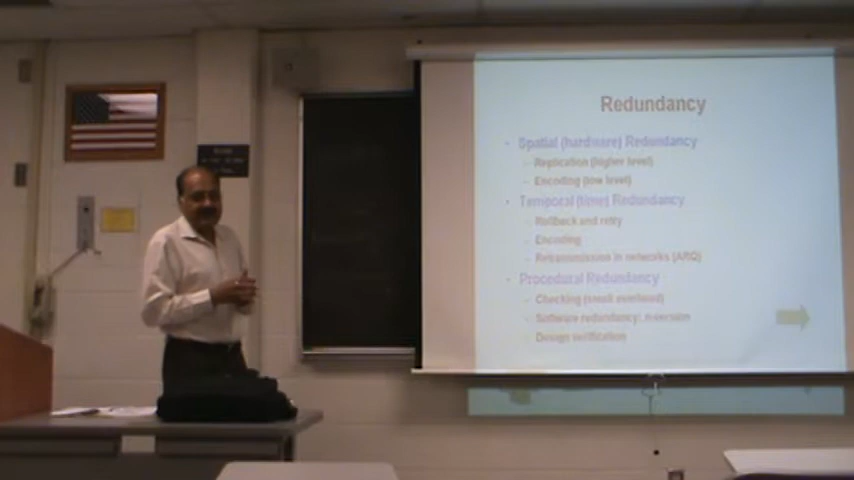 Redundancy
• Spatial (hardware) Redundancy
– Replication (higher level)
– Encoding (low level)
• Temporal (time) Redundancy
– Rollback and retry
– Encoding
– Retransmission in networks (ARQ)
• Procedural Redundancy
– Checking (small overhead)
– Software redundancy: n-version
– Design verification